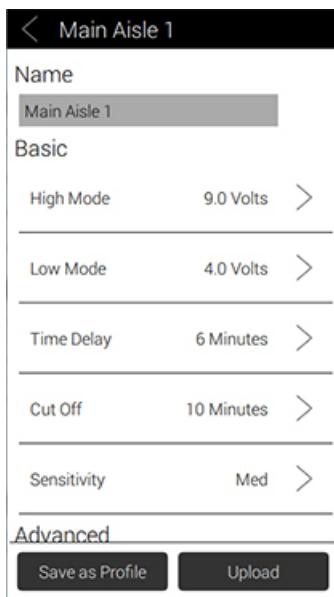 Main Aisle 1
Name
Main Aisle 1
Basic
High Mode 9.0 Volts
Low Mode 4.0 Volts
Time Delay 6 Minutes
Cut Off 10 Minutes
Sensitivity Med
Advanced
Save as Profile Upload